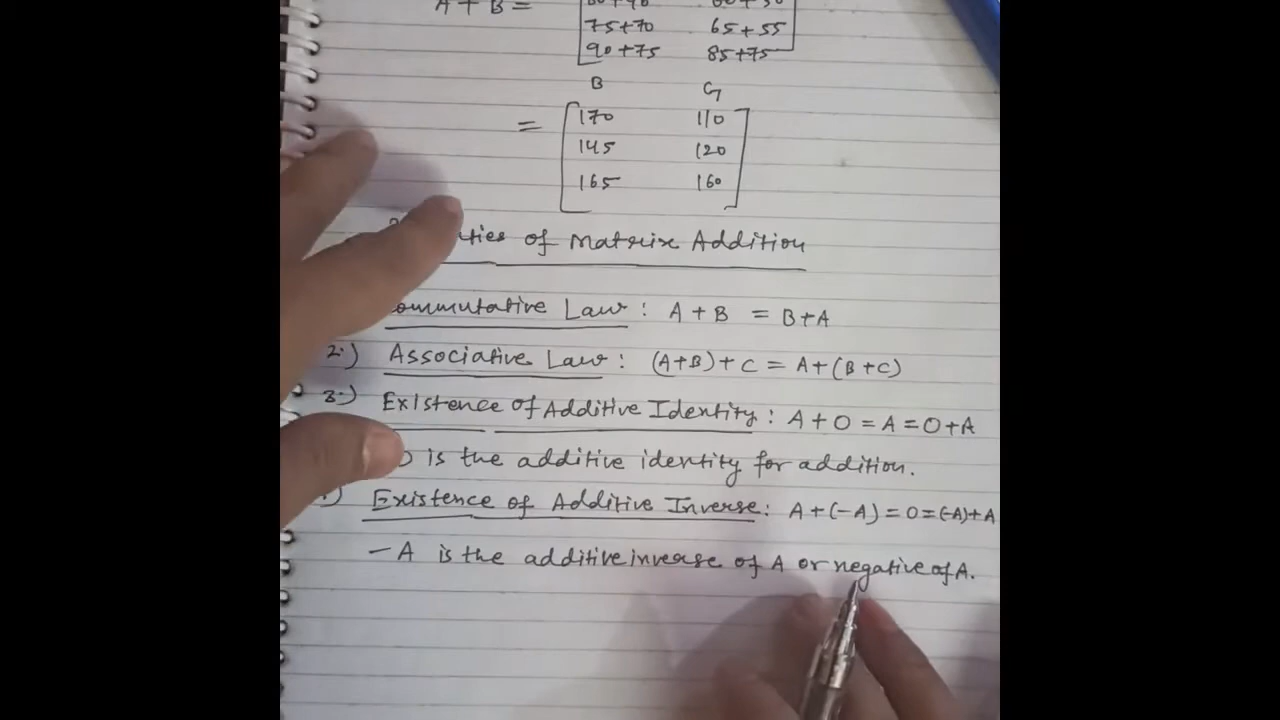 A + B =
75+70 65+55
90+75 85+75
B G
= 170 110
145 120
165 160
of Matrix Addition
Commutative Law : A + B = B+A
2.) Associative Law : (A+B)+C = A+(B+C)
3.) Existence of Additive Identity : A + O = A = O+A
O is the additive identity for addition.
) Existence of Additive Inverse : A+(-A) = O = (-A)+A
-A is the additive inverse of A or negative of A.